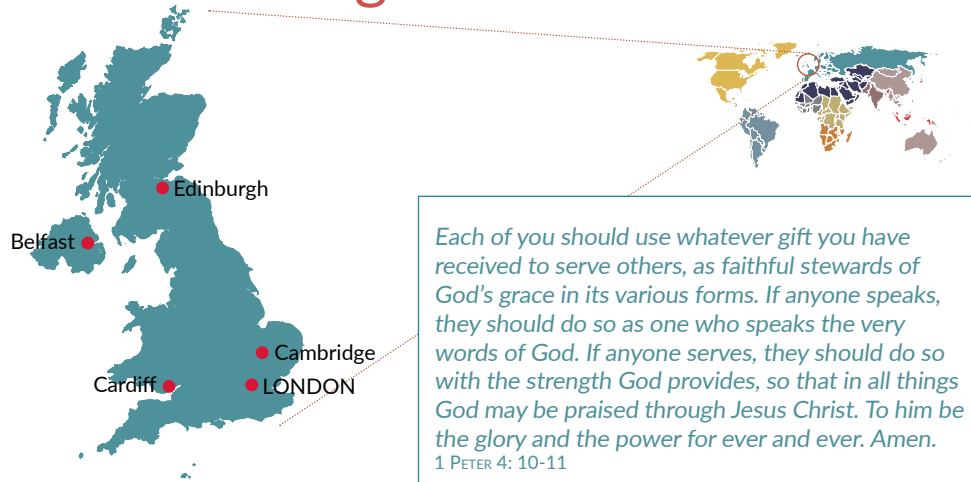 Edinburgh
Belfast
Cambridge
Cardiff
LONDON
Each of you should use whatever gift you have
received to serve others, as faithful stewards of
God's grace in its various forms. If anyone speaks,
they should do so as one who speaks the very
words of God. If anyone serves, they should do so
with the strength God provides, so that in all things
God may be praised through Jesus Christ. To him be
the glory and the power for ever and ever. Amen.
1 PETER 4: 10-11